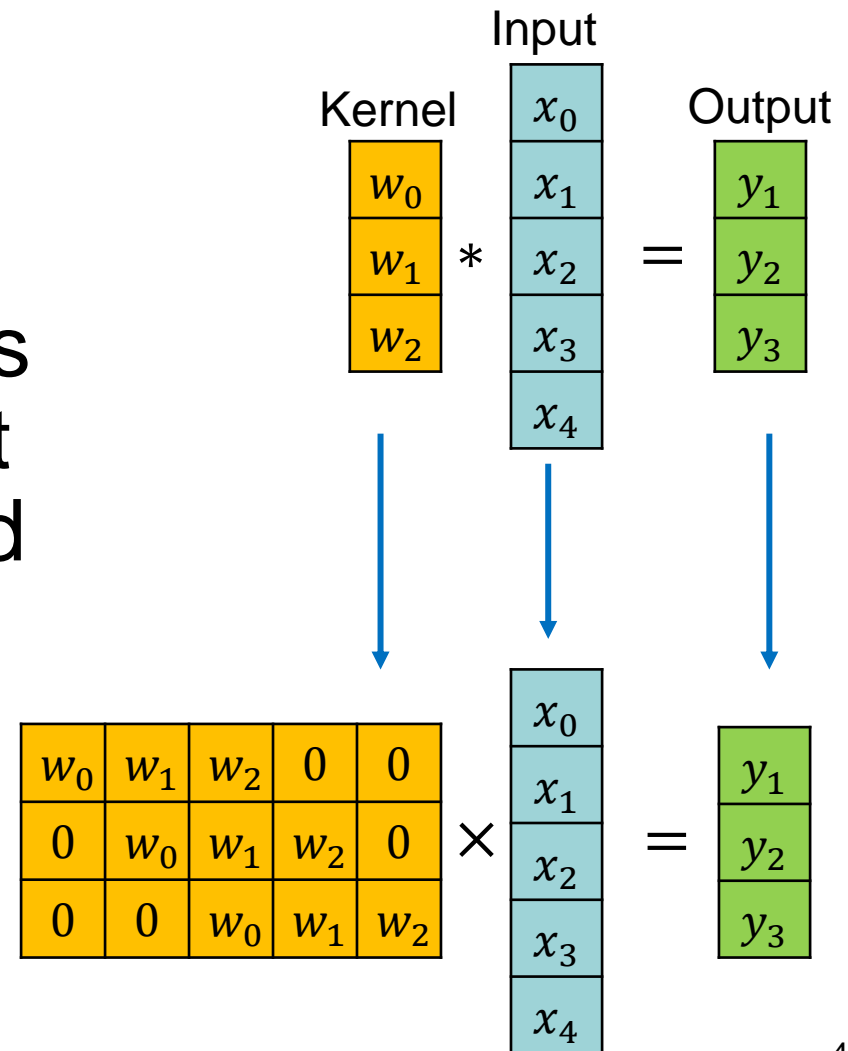 Input
Kernel Output
x₀
w₀ x₁ y₁
w₁ * x₂ = y₂
w₂ x₃ y₃
x₄
s
t
d
w₀ w₁ w₂ 0 0
0 w₀ w₁ w₂ 0
0 0 w₀ w₁ w₂
×
x₀
x₁
x₂
x₃
x₄
=
y₁
y₂
y₃